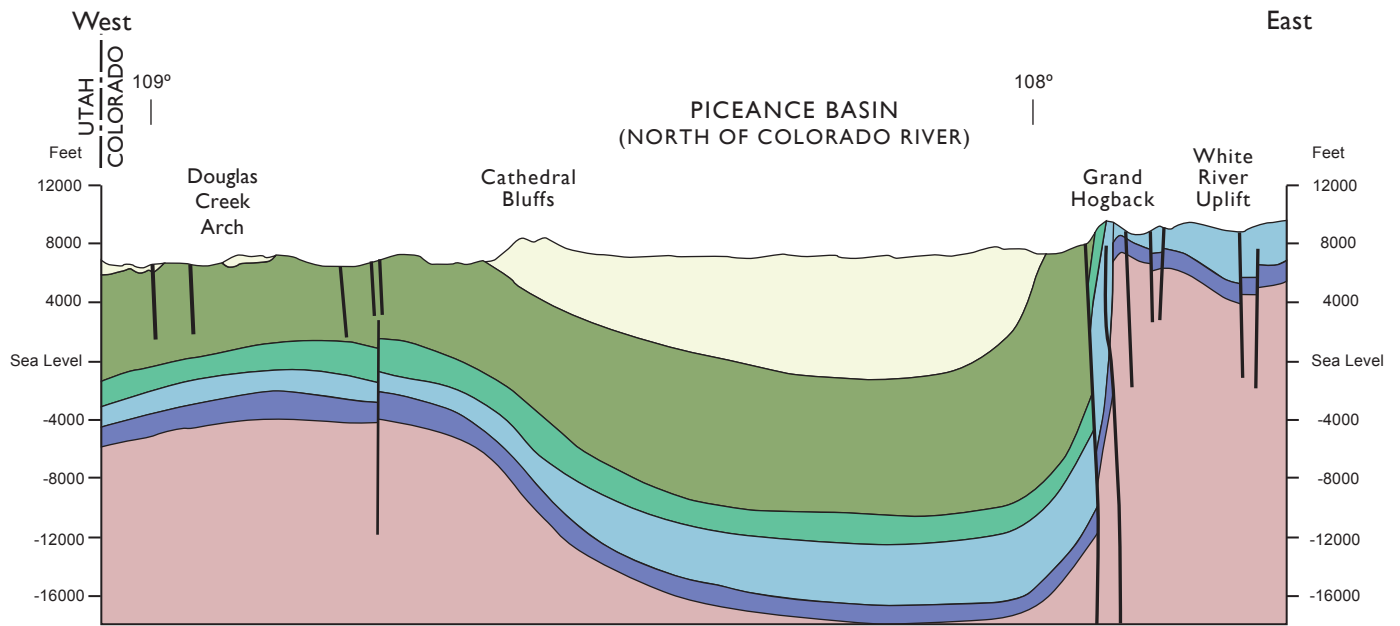 West
East
UTAH
COLORADO
109º
108º
PICEANCE BASIN
(NORTH OF COLORADO RIVER)
Feet
Feet
Douglas
Creek
Arch
Cathedral
Bluffs
Grand
Hogback
White
River
Uplift
12000
8000
4000
Sea Level
-4000
-8000
-12000
-16000
12000
8000
4000
Sea Level
-4000
-8000
-12000
-16000